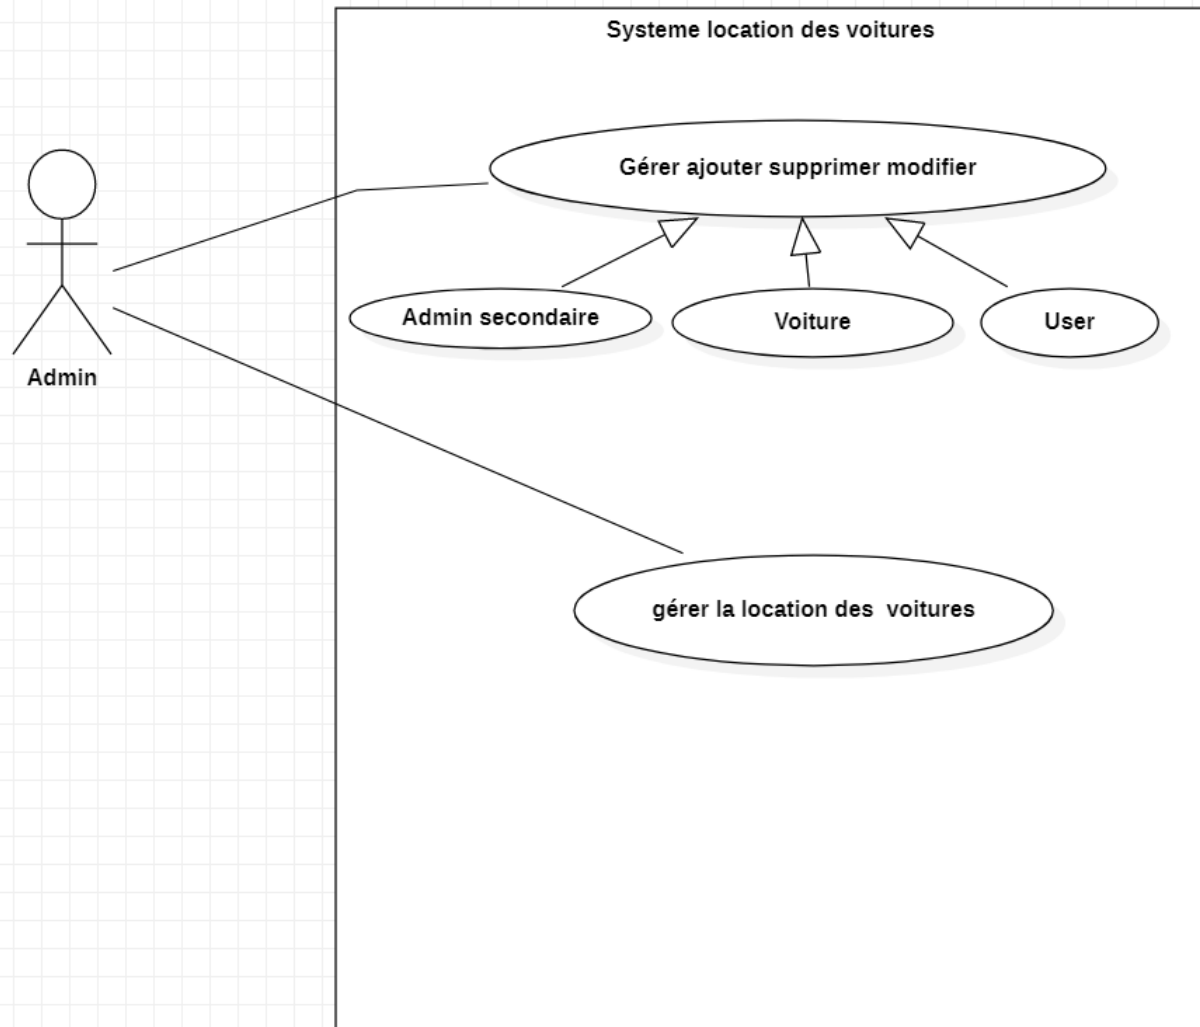 Systeme location des voitures
Gérer ajouter supprimer modifier
Admin secondaire
Voiture
User
Admin
gérer la location des  voitures